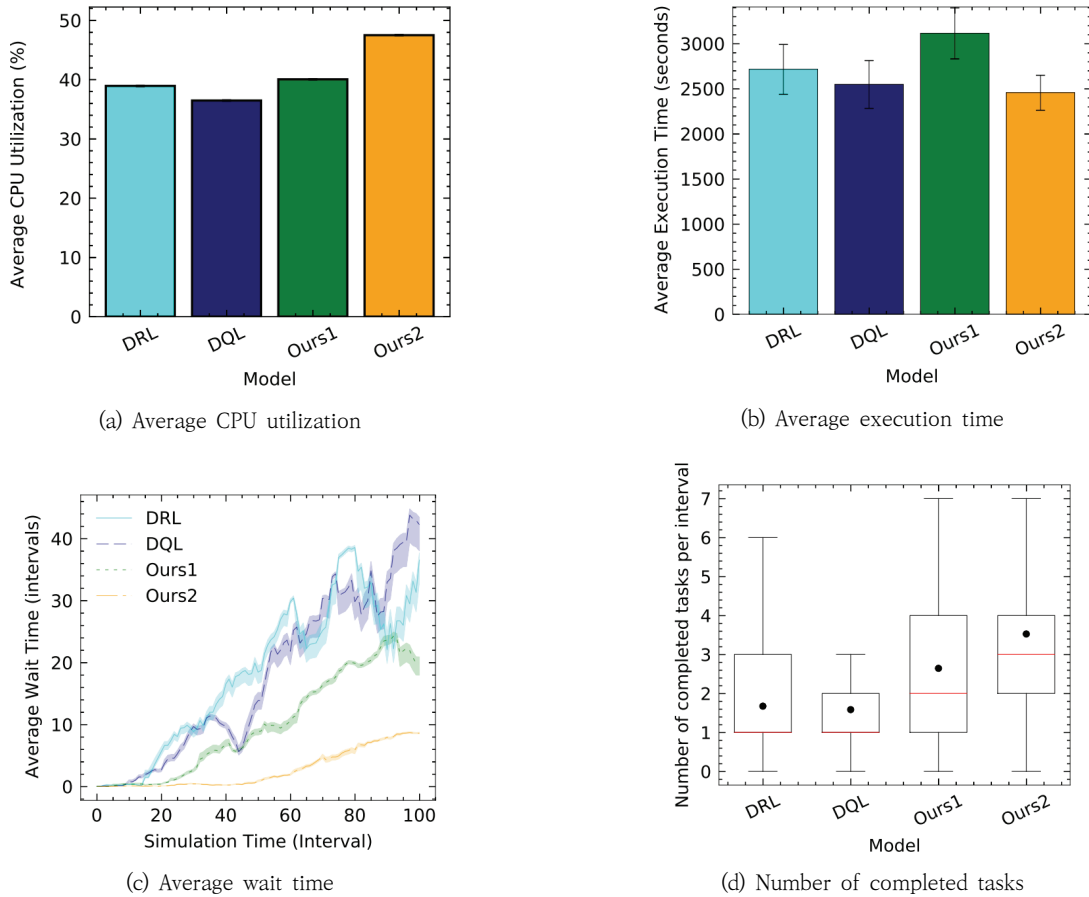 Average CPU Utilization (%)
50
40
30
20
10
0
DRL
DQL
Ours1
Ours2
Model
(a) Average CPU utilization
Average Execution Time (seconds)
3000
2500
2000
1500
1000
500
0
DRL
DQL
Ours1
Ours2
Model
(b) Average execution time
Average Wait Time (intervals)
40
30
20
10
0
DRL
DQL
Ours1
Ours2
0 20 40 60 80 100
Simulation Time (Interval)
(c) Average wait time
Number of completed tasks per interval
7
6
5
4
3
2
1
0
DRL
DQL
Ours1
Ours2
Model
(d) Number of completed tasks